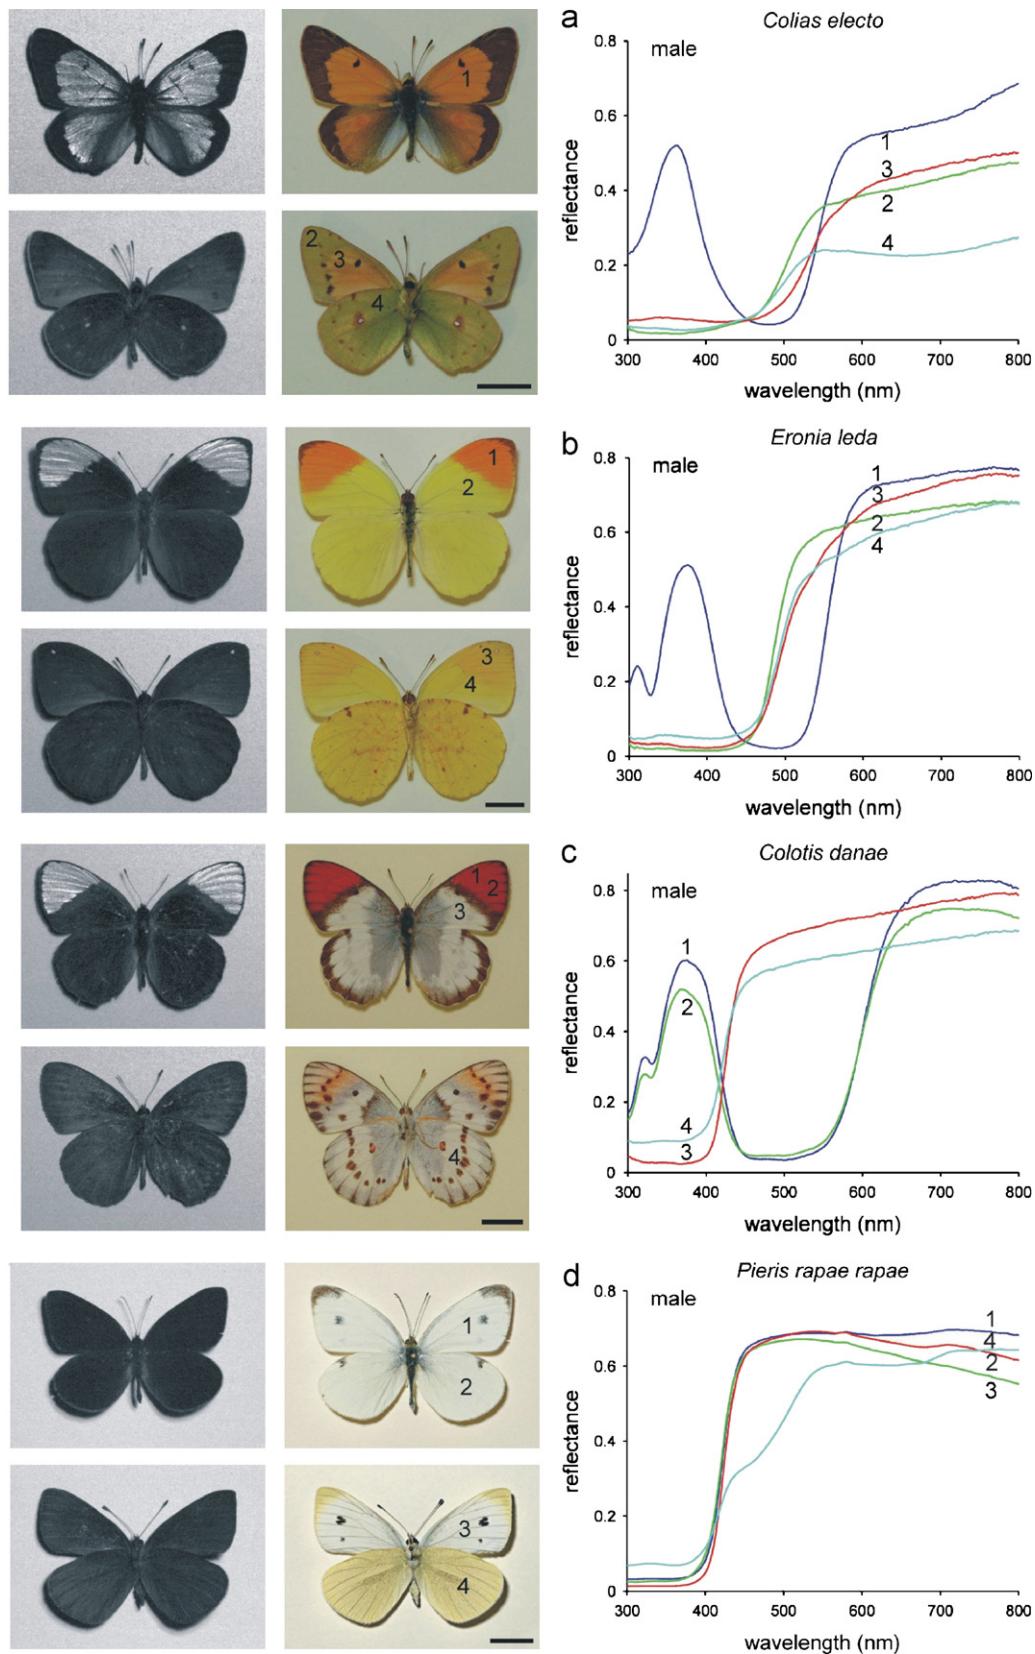 a
Colias electo
male
0.8
0.6
0.4
0.2
0
reflectance
1
3
2
4
300 400 500 600 700 800
wavelength (nm)
1
2
3
4
b
Eronia leda
male
0.8
0.6
0.4
0.2
0
reflectance
1
3
2
4
300 400 500 600 700 800
wavelength (nm)
1
2
3
4
c
Colotis danae
male
0.8
0.6
0.4
0.2
0
reflectance
1
2
4
3
300 400 500 600 700 800
wavelength (nm)
1
2
3
4
d
Pieris rapae rapae
male
0.8
0.6
0.4
0.2
0
reflectance
1
4
2
3
300 400 500 600 700 800
wavelength (nm)
1
2
3
4